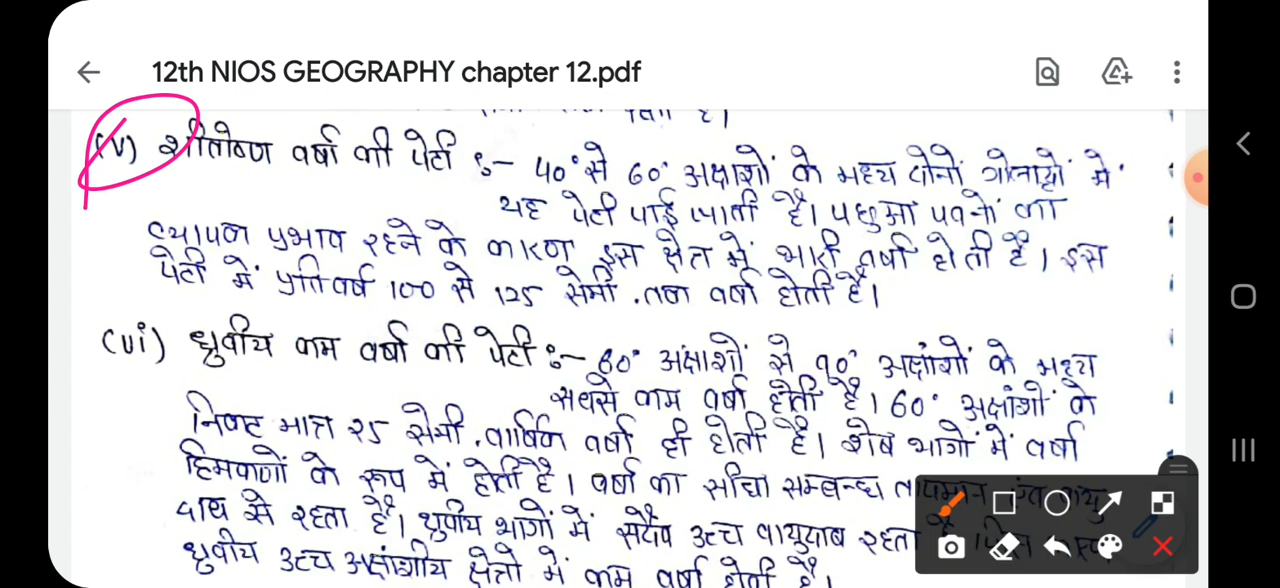 12th NIOS GEOGRAPHY chapter 12.pdf
(v) शीतोष्ण वर्षा की पेटी :- 40° से 60° अक्षाशों के मध्य दोनों गोलार्द्धो में
यह पेटी पाई जाती है। पछुआ पवनों का
व्यापक प्रभाव रहने के कारण इस क्षेत्र में भारी वर्षा होती है। इस
पेटी में प्रतिवर्ष 100 से 125 सेमी. तक वर्षा होती है।
(vi) ध्रुवीय कम वर्षा की पेटी :- 60° अक्षाशों से 90° अक्षांशों के मध्य
सबसे कम वर्षा होती है। 60° अक्षांशों के
निकट मात्र 25 सेमी. वार्षिक वर्षा ही होती है। शेष भागों में वर्षा
हिमकणों के रूप में होती है। वर्षा का सीधा सम्बन्ध तापमान
दाब से रहता है। ध्रुवीय भागों में सदैव उच्च वायुदाब रहता
ध्रुवीय उच्च अक्षांशीय क्षेत्रो में कम वर्षा होती है।